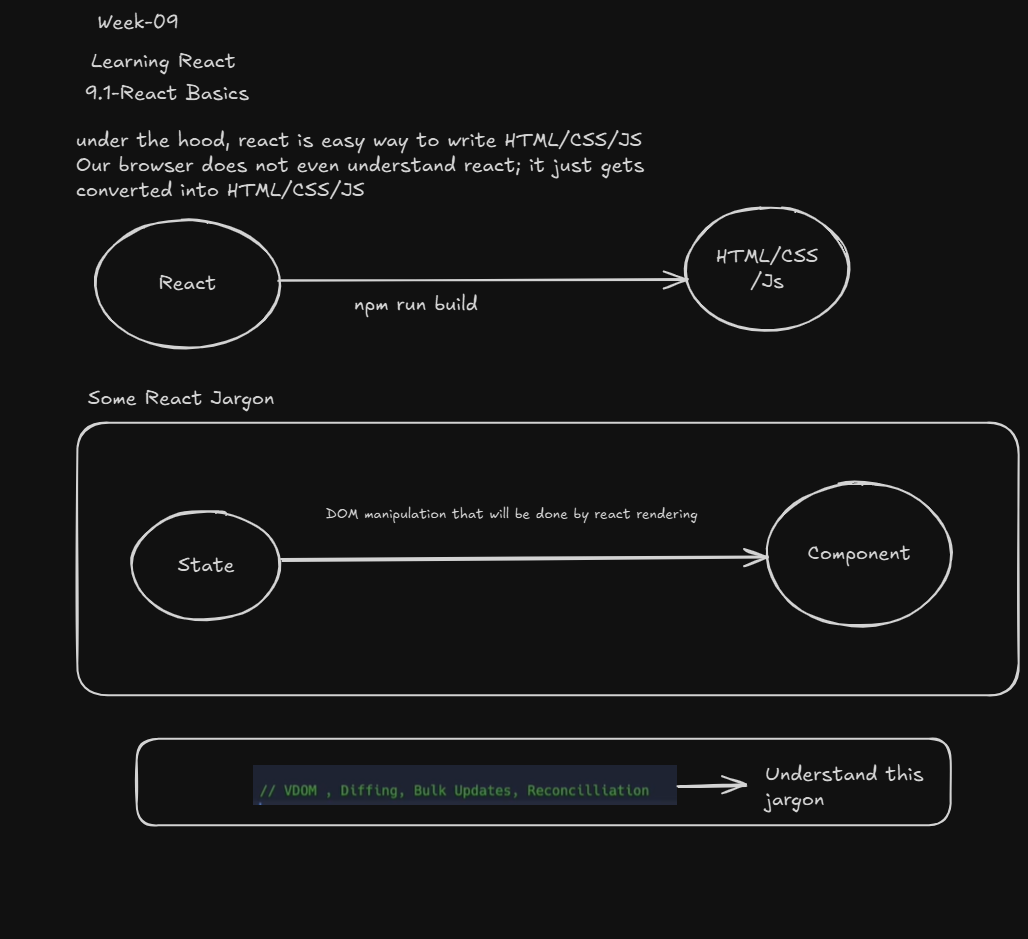 Week-09
Learning React
9.1-React Basics
under the hood, react is easy way to write HTML/CSS/JS
Our browser does not even understand react; it just gets
converted into HTML/CSS/JS
React
npm run build
HTML/CSS
/Js
Some React Jargon
State
DOM manipulation that will be done by react rendering
Component
// VDOM , Diffing, Bulk Updates, Reconcilliation
Understand this
jargon